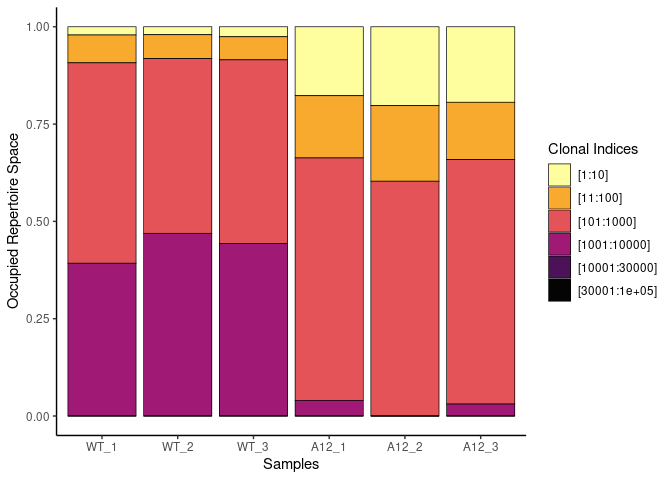 1.00
0.75
0.50
0.25
0.00
Occupied Repertoire Space
WT_1 WT_2 WT_3 A12_1 A12_2 A12_3
Samples
Clonal Indices
[1:10]
[11:100]
[101:1000]
[1001:10000]
[10001:30000]
[30001:1e+05]